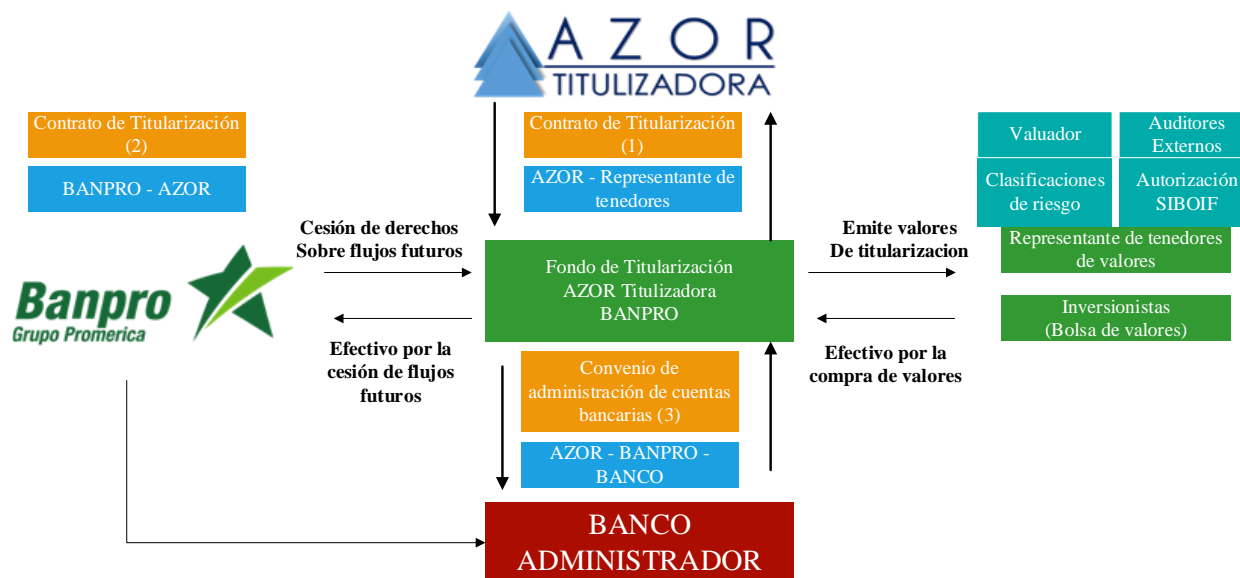 AZOR
TITULIZADORA
Contrato de Titularización
(2)
BANPRO - AZOR
Contrato de Titularización
(1)
AZOR - Representante de
tenedores
Valuador
Auditores
Externos
Clasificaciones
de riesgo
Autorización
SIBOIF
Representante de tenedores
de valores
Inversionistas
(Bolsa de valores)
Cesión de derechos
Sobre flujos futuros
Emite valores
De titularizacion
Banpro
Grupo Promerica
Fondo de Titularización
AZOR Titulizadora
BANPRO
Efectivo por la
cesión de flujos
futuros
Efectivo por la
compra de valores
Convenio de
administración de cuentas
bancarias (3)
AZOR - BANPRO -
BANCO
BANCO
ADMINISTRADOR